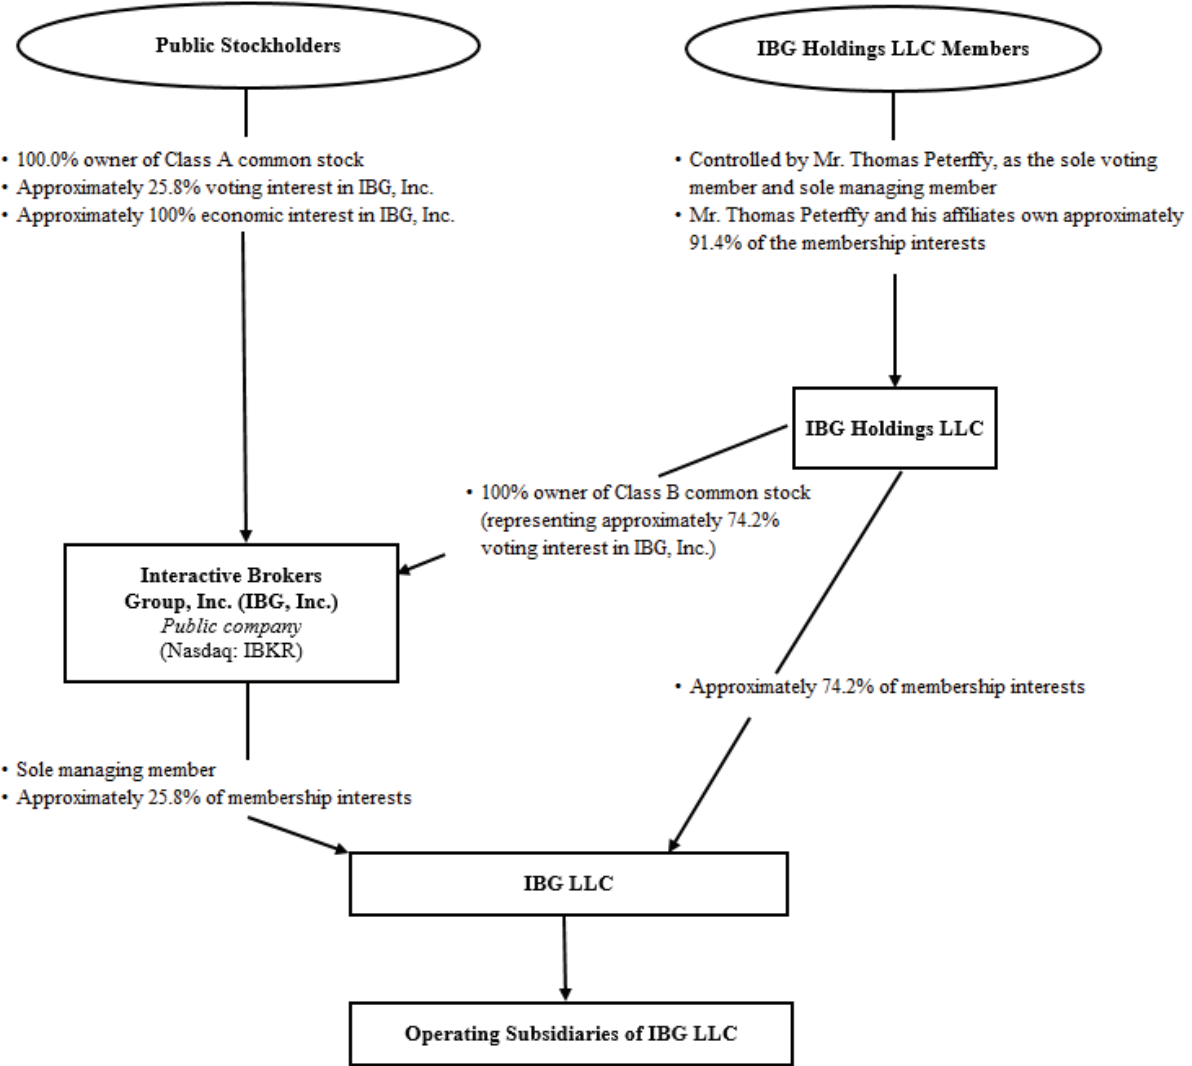 Public Stockholders
IBG Holdings LLC Members
• 100.0% owner of Class A common stock
• Approximately 25.8% voting interest in IBG, Inc.
• Approximately 100% economic interest in IBG, Inc.
• Controlled by Mr. Thomas Peterffy, as the sole voting
member and sole managing member
• Mr. Thomas Peterffy and his affiliates own approximately
91.4% of the membership interests
IBG Holdings LLC
• 100% owner of Class B common stock
(representing approximately 74.2%
voting interest in IBG, Inc.)
Interactive Brokers
Group, Inc. (IBG, Inc.)
Public company
(Nasdaq: IBKR)
• Approximately 74.2% of membership interests
• Sole managing member
• Approximately 25.8% of membership interests
IBG LLC
Operating Subsidiaries of IBG LLC